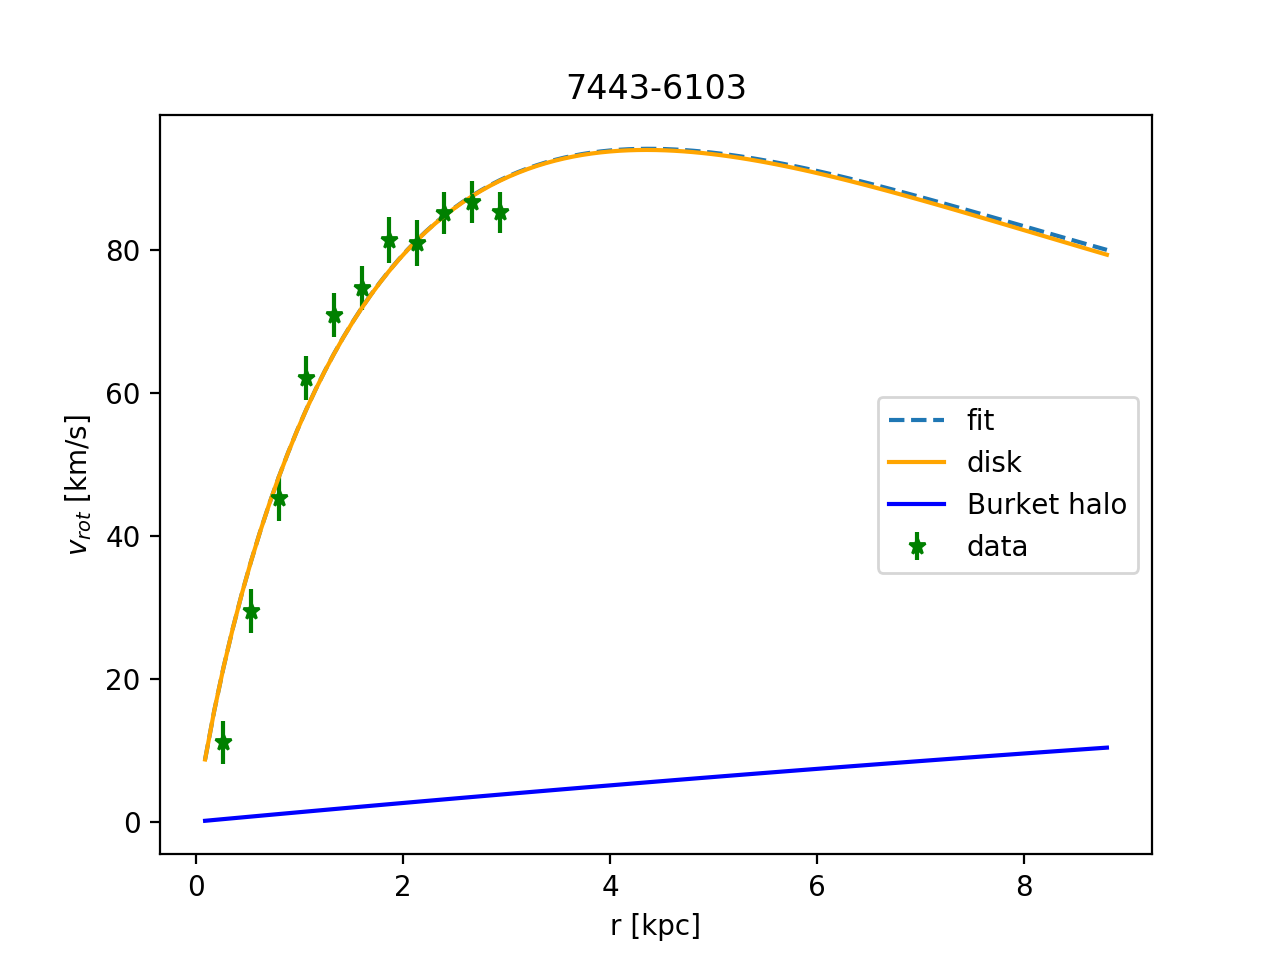 7443-6103
80
60
40
20
0
v_rot [km/s]
fit
disk
Burket halo
data
0 2 4 6 8
r [kpc]